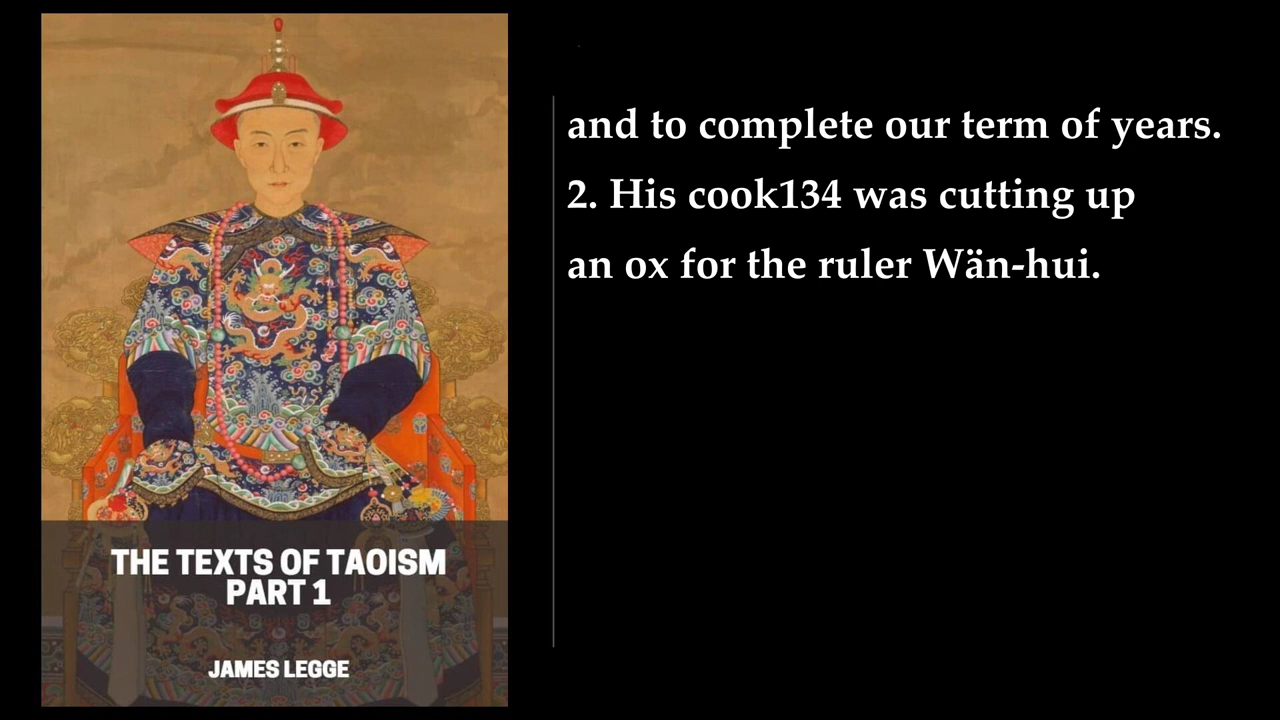 THE TEXTS OF TAOISM
PART 1
JAMES LEGGE
and to complete our term of years.
2. His cook134 was cutting up
an ox for the ruler Wän-hui.